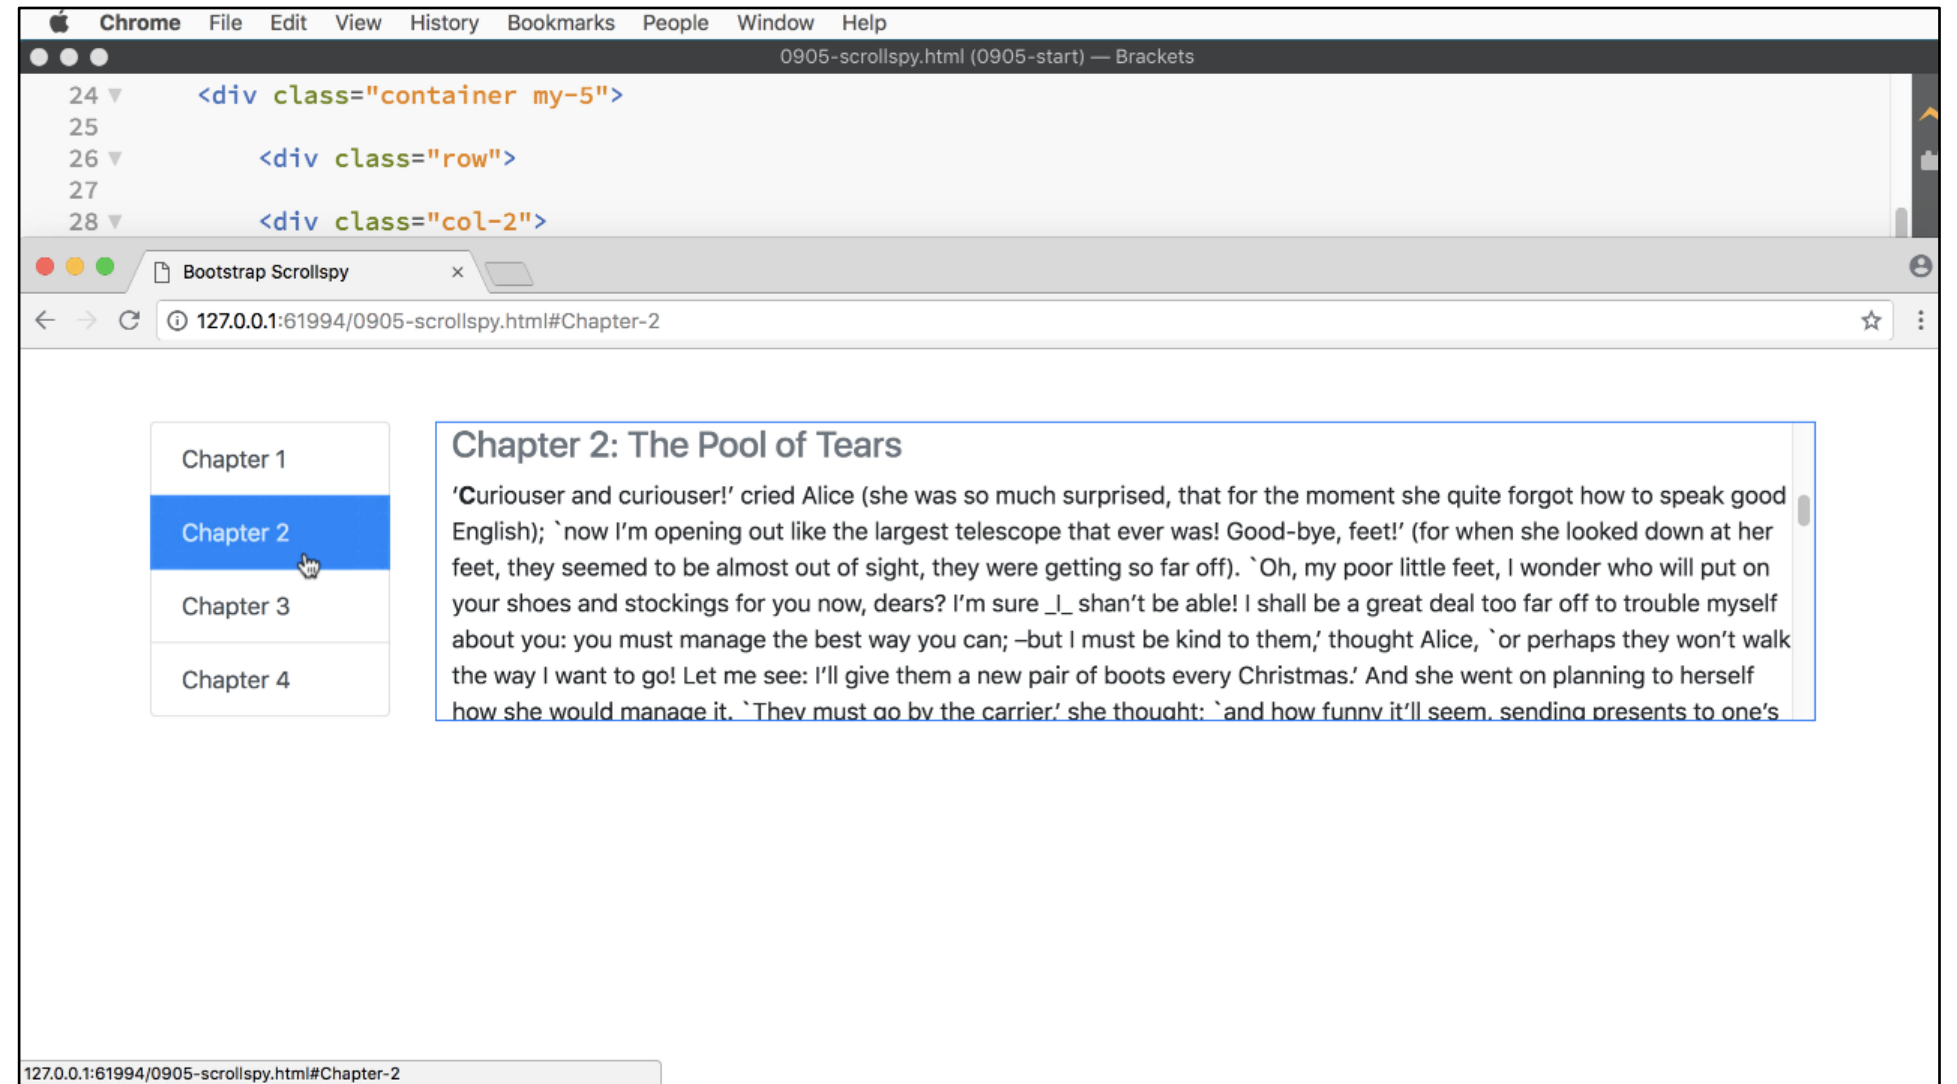 Chrome File Edit View History Bookmarks People Window Help
0905-scrollspy.html (0905-start) — Brackets
24 <div class="container my-5">
25
26 <div class="row">
27
28 <div class="col-2">
Bootstrap Scrollspy
127.0.0.1:61994/0905-scrollspy.html#Chapter-2
Chapter 1
Chapter 2
Chapter 3
Chapter 4
Chapter 2: The Pool of Tears
‘Curiouser and curiouser!’ cried Alice (she was so much surprised, that for the moment she quite forgot how to speak good
English); `now I’m opening out like the largest telescope that ever was! Good-bye, feet!’ (for when she looked down at her
feet, they seemed to be almost out of sight, they were getting so far off). `Oh, my poor little feet, I wonder who will put on
your shoes and stockings for you now, dears? I’m sure _I_ shan’t be able! I shall be a great deal too far off to trouble myself
about you: you must manage the best way you can; –but I must be kind to them,’ thought Alice, `or perhaps they won’t walk
the way I want to go! Let me see: I’ll give them a new pair of boots every Christmas.’ And she went on planning to herself
how she would manage it. `They must go by the carrier,’ she thought; `and how funny it’ll seem, sending presents to one’s
127.0.0.1:61994/0905-scrollspy.html#Chapter-2